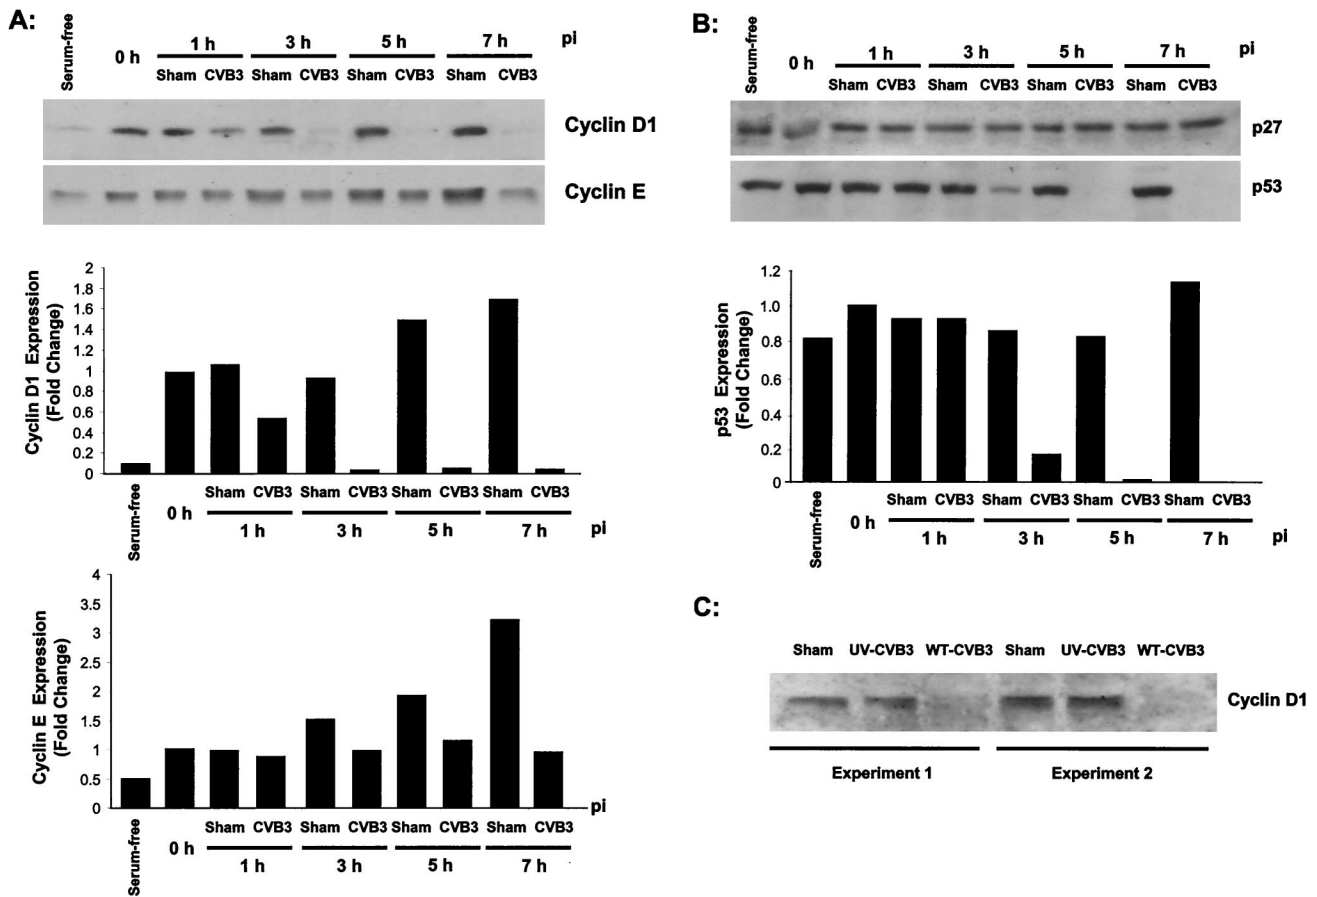 A:
Serum-free
0 h
1 h 3 h 5 h 7 h pi
Sham CVB3 Sham CVB3 Sham CVB3 Sham CVB3
Cyclin D1
Cyclin E
Cyclin D1 Expression
(Fold Change)
2
1.8
1.6
1.4
1.2
1
0.8
0.6
0.4
0.2
0
Serum-free
0 h
Sham CVB3 Sham CVB3 Sham CVB3 Sham CVB3
1 h 3 h 5 h 7 h pi
Cyclin E Expression
(Fold Change)
4
3.5
3
2.5
2
1.5
1
0.5
0
pi
Serum-free
0 h
Sham CVB3 Sham CVB3 Sham CVB3 Sham CVB3
1 h 3 h 5 h 7 h
B:
Serum-free
0 h
1 h 3 h 5 h 7 h pi
Sham CVB3 Sham CVB3 Sham CVB3 Sham CVB3
p27
p53
p53 Expression
(Fold Change)
1.2
1.0
0.8
0.6
0.4
0.2
0
Serum-free
0 h
Sham CVB3 Sham CVB3 Sham CVB3 Sham CVB3
1 h 3 h 5 h 7 h pi
C:
Sham UV-CVB3 WT-CVB3 Sham UV-CVB3 WT-CVB3
Cyclin D1
Experiment 1 Experiment 2